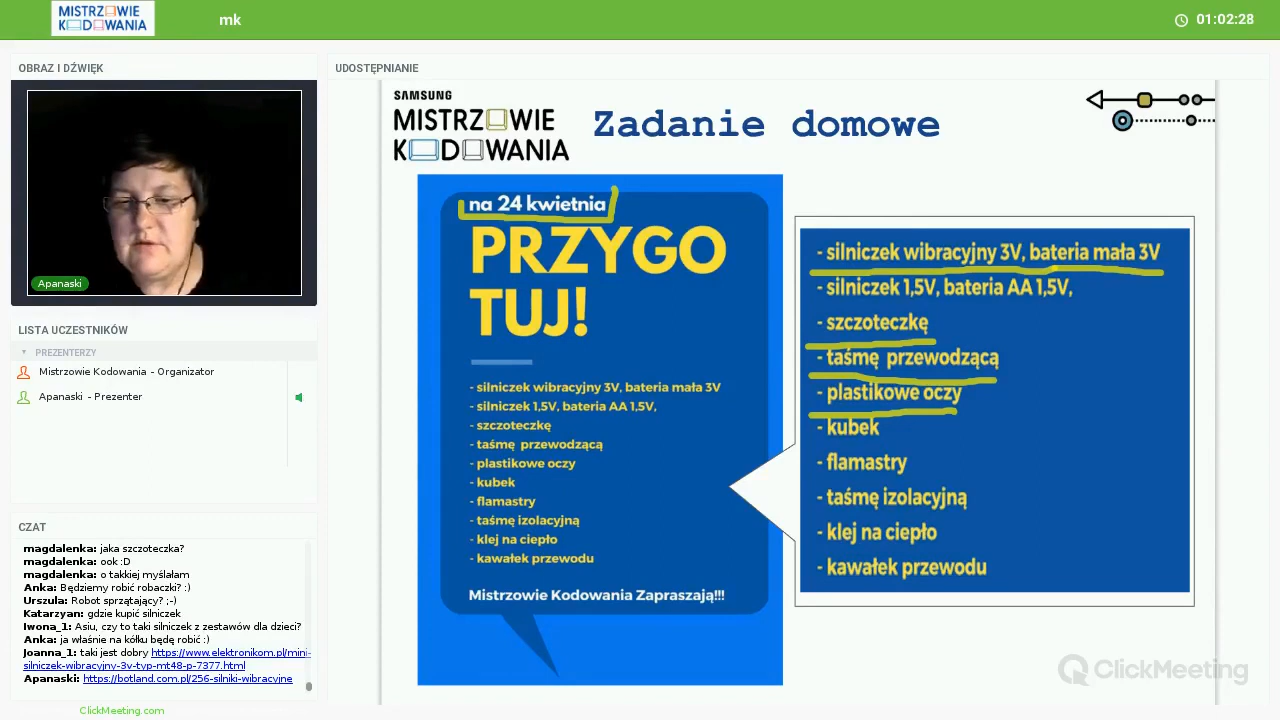 MISTRZOWIE
KODOWANIA
mk
01:02:28
OBRAZ I DŹWIĘK
Apanaski
LISTA UCZESTNIKÓW
PREZENTERZY
Mistrzowie Kodowania - Organizator
Apanaski - Prezenter
CZAT
magdalenka: jaka szczoteczka?
magdalenka: ook :D
magdalenka: o takkiej myślałam
Anka: Będziemy robić robaczki? :)
Urszula: Robot sprzątający? ;-)
Katarzyan: gdzie kupić silniczek
Iwona_1: Asiu, czy to taki silniczek z zestawów dla dzieci?
Anka: ja właśnie na kółku będę robić :)
Joanna_1: taki jest dobry https://www.elektronikom.pl/mini-
silniczek-wibracyjny-3v-typ-mt48-p-7377.html
Apanaski: https://botland.com.pl/256-silniki-wibracyjne
ClickMeeting.com
UDOSTĘPNIANIE
SAMSUNG
MISTRZOWIE
KODOWANIA
Zadanie domowe
na 24 kwietnia
PRZYGO
TUJ!
- silniczek wibracyjny 3V, bateria mała 3V
- silniczek 1,5V, bateria AA 1,5V,
- szczoteczkę
- taśmę przewodzącą
- plastikowe oczy
- kubek
- flamastry
- taśmę izolacyjną
- klej na ciepło
- kawałek przewodu
Mistrzowie Kodowania Zapraszają!!!
- silniczek wibracyjny 3V, bateria mała 3V
- silniczek 1,5V, bateria AA 1,5V,
- szczoteczkę
- taśmę przewodzącą
- plastikowe oczy
- kubek
- flamastry
- taśmę izolacyjną
- klej na ciepło
- kawałek przewodu
ClickMeeting